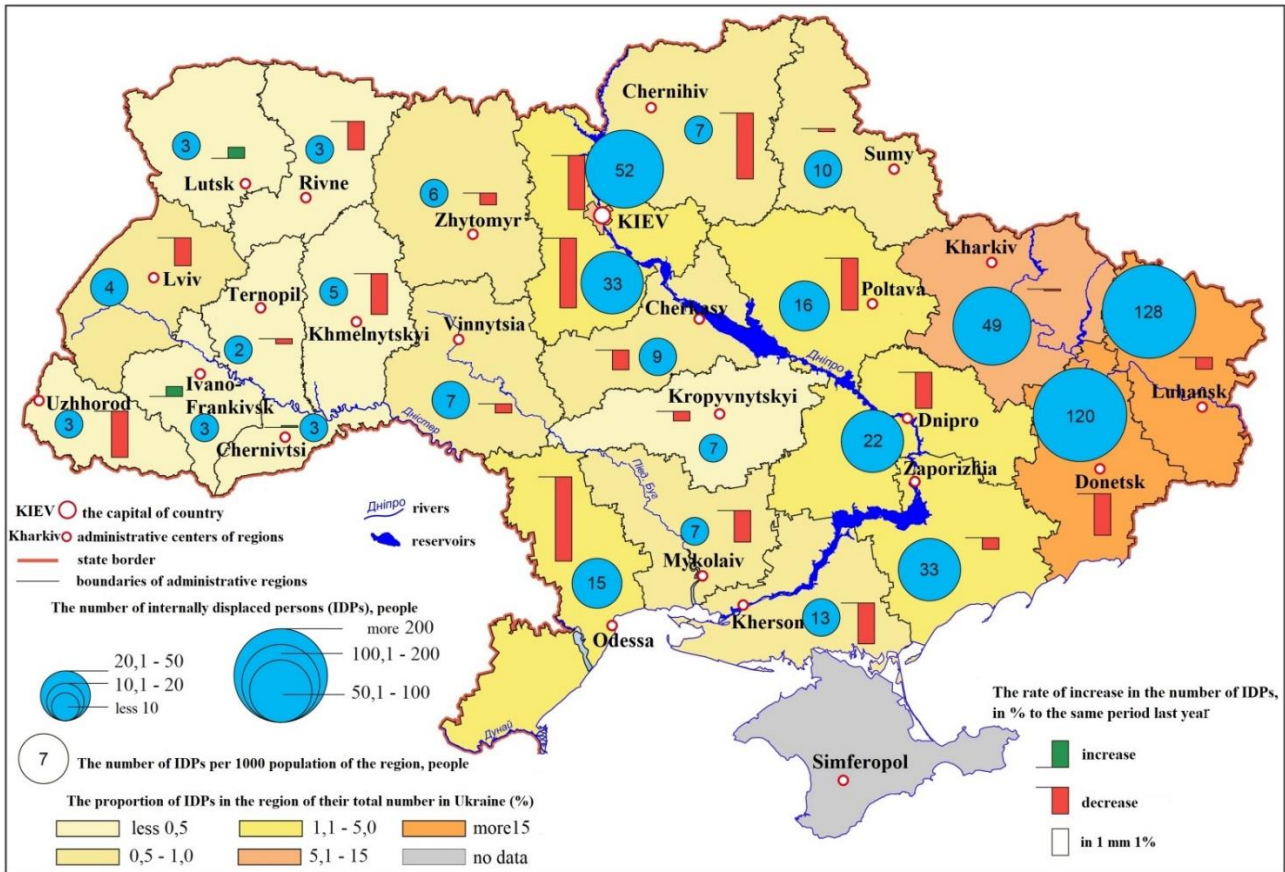 Chernihiv
7
52
10
Sumy
3
Lutsk
3
Rivne
6
Zhytomyr
KIEV
Kharkiv
4
Lviv
Ternopil
5
Khmelnytskyi
33
Vinnytsia
Cherkasy
16
Poltava
49
128
2
Ivano-
Frankivsk
Uzhhorod
3
3
Chernivtsi
3
7
9
Дніпро
Kropyvnytskyi
7
22
Dnipro
Luhansk
120
Donetsk
Дністер
Півд. Буг
Zaporizhia
7
Mykolaiv
15
33
Odessa
Kherson
13
Дунай
Simferopol
KIEV the capital of country
Kharkiv administrative centers of regions
state border
boundaries of administrative regions
Дніпро rivers
reservoirs
The number of internally displaced persons (IDPs), people
20,1 - 50
10,1 - 20
less 10
more 200
100,1 - 200
50,1 - 100
7 The number of IDPs per 1000 population of the region, people
The proportion of IDPs in the region of their total number in Ukraine (%)
less 0,5
0,5 - 1,0
1,1 - 5,0
5,1 - 15
more15
no data
The rate of increase in the number of IDPs,
in % to the same period last year
increase
decrease
in 1 mm 1%